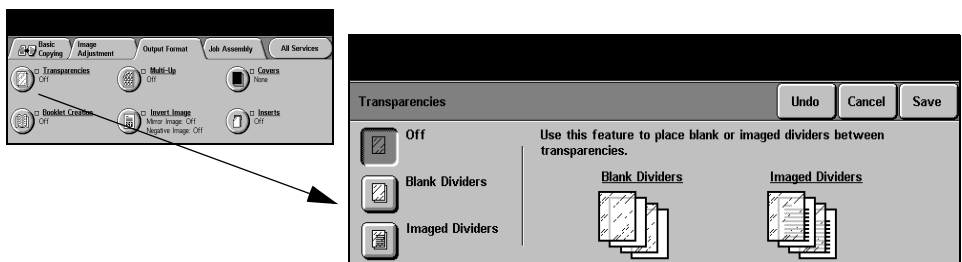 Basic Copying
Image Adjustment
Output Format
Job Assembly
All Services
Transparencies
Off
Multi-Up
Off
Covers
None
Booklet Creation
Off
Invert Image
Mirror Image: Off
Negative Image: Off
Inserts
Off
Transparencies
Undo
Cancel
Save
Off
Blank Dividers
Imaged Dividers
Use this feature to place blank or imaged dividers between
transparencies.
Blank Dividers
Imaged Dividers